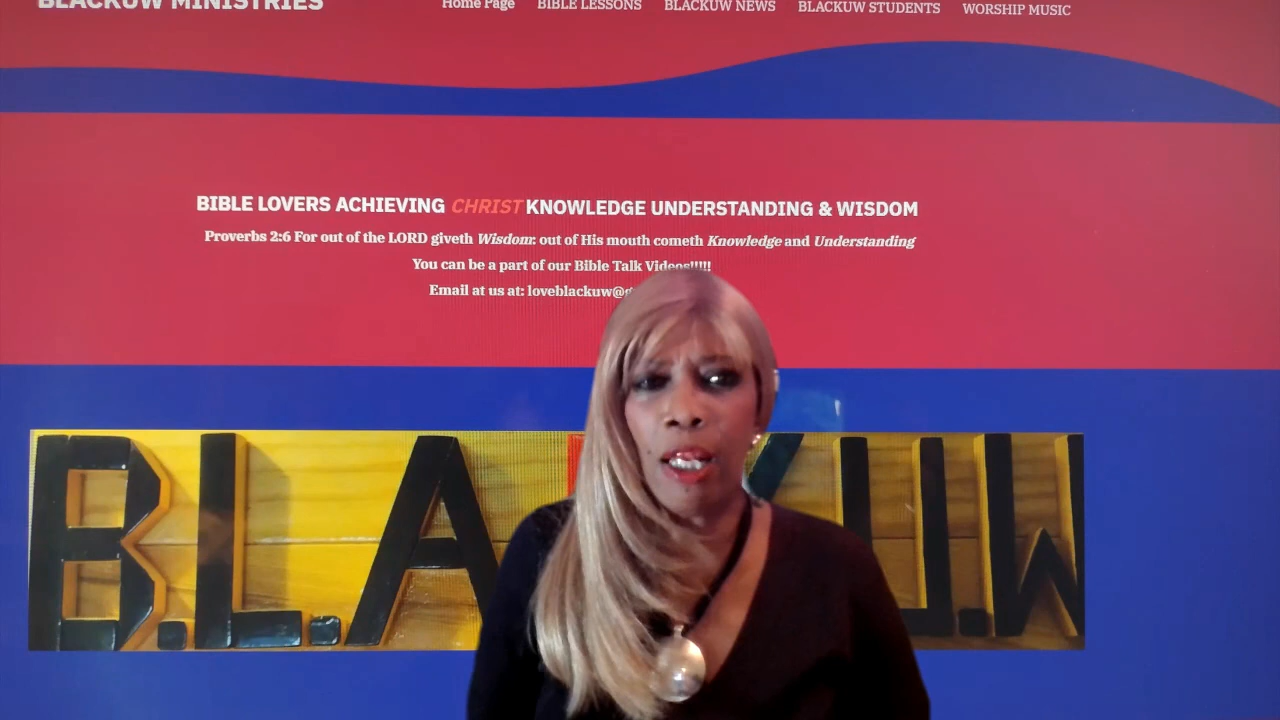 BLACKUW MINISTRIES
Home Page BIBLE LESSONS BLACKUW NEWS BLACKUW STUDENTS WORSHIP MUSIC
BIBLE LOVERS ACHIEVING CHRIST KNOWLEDGE UNDERSTANDING & WISDOM
Proverbs 2:6 For out of the LORD giveth Wisdom: out of His mouth cometh Knowledge and Understanding
You can be a part of our Bible Talk Videos!!!!!
Email at us at: loveblackuw@g
B.L.A U.W